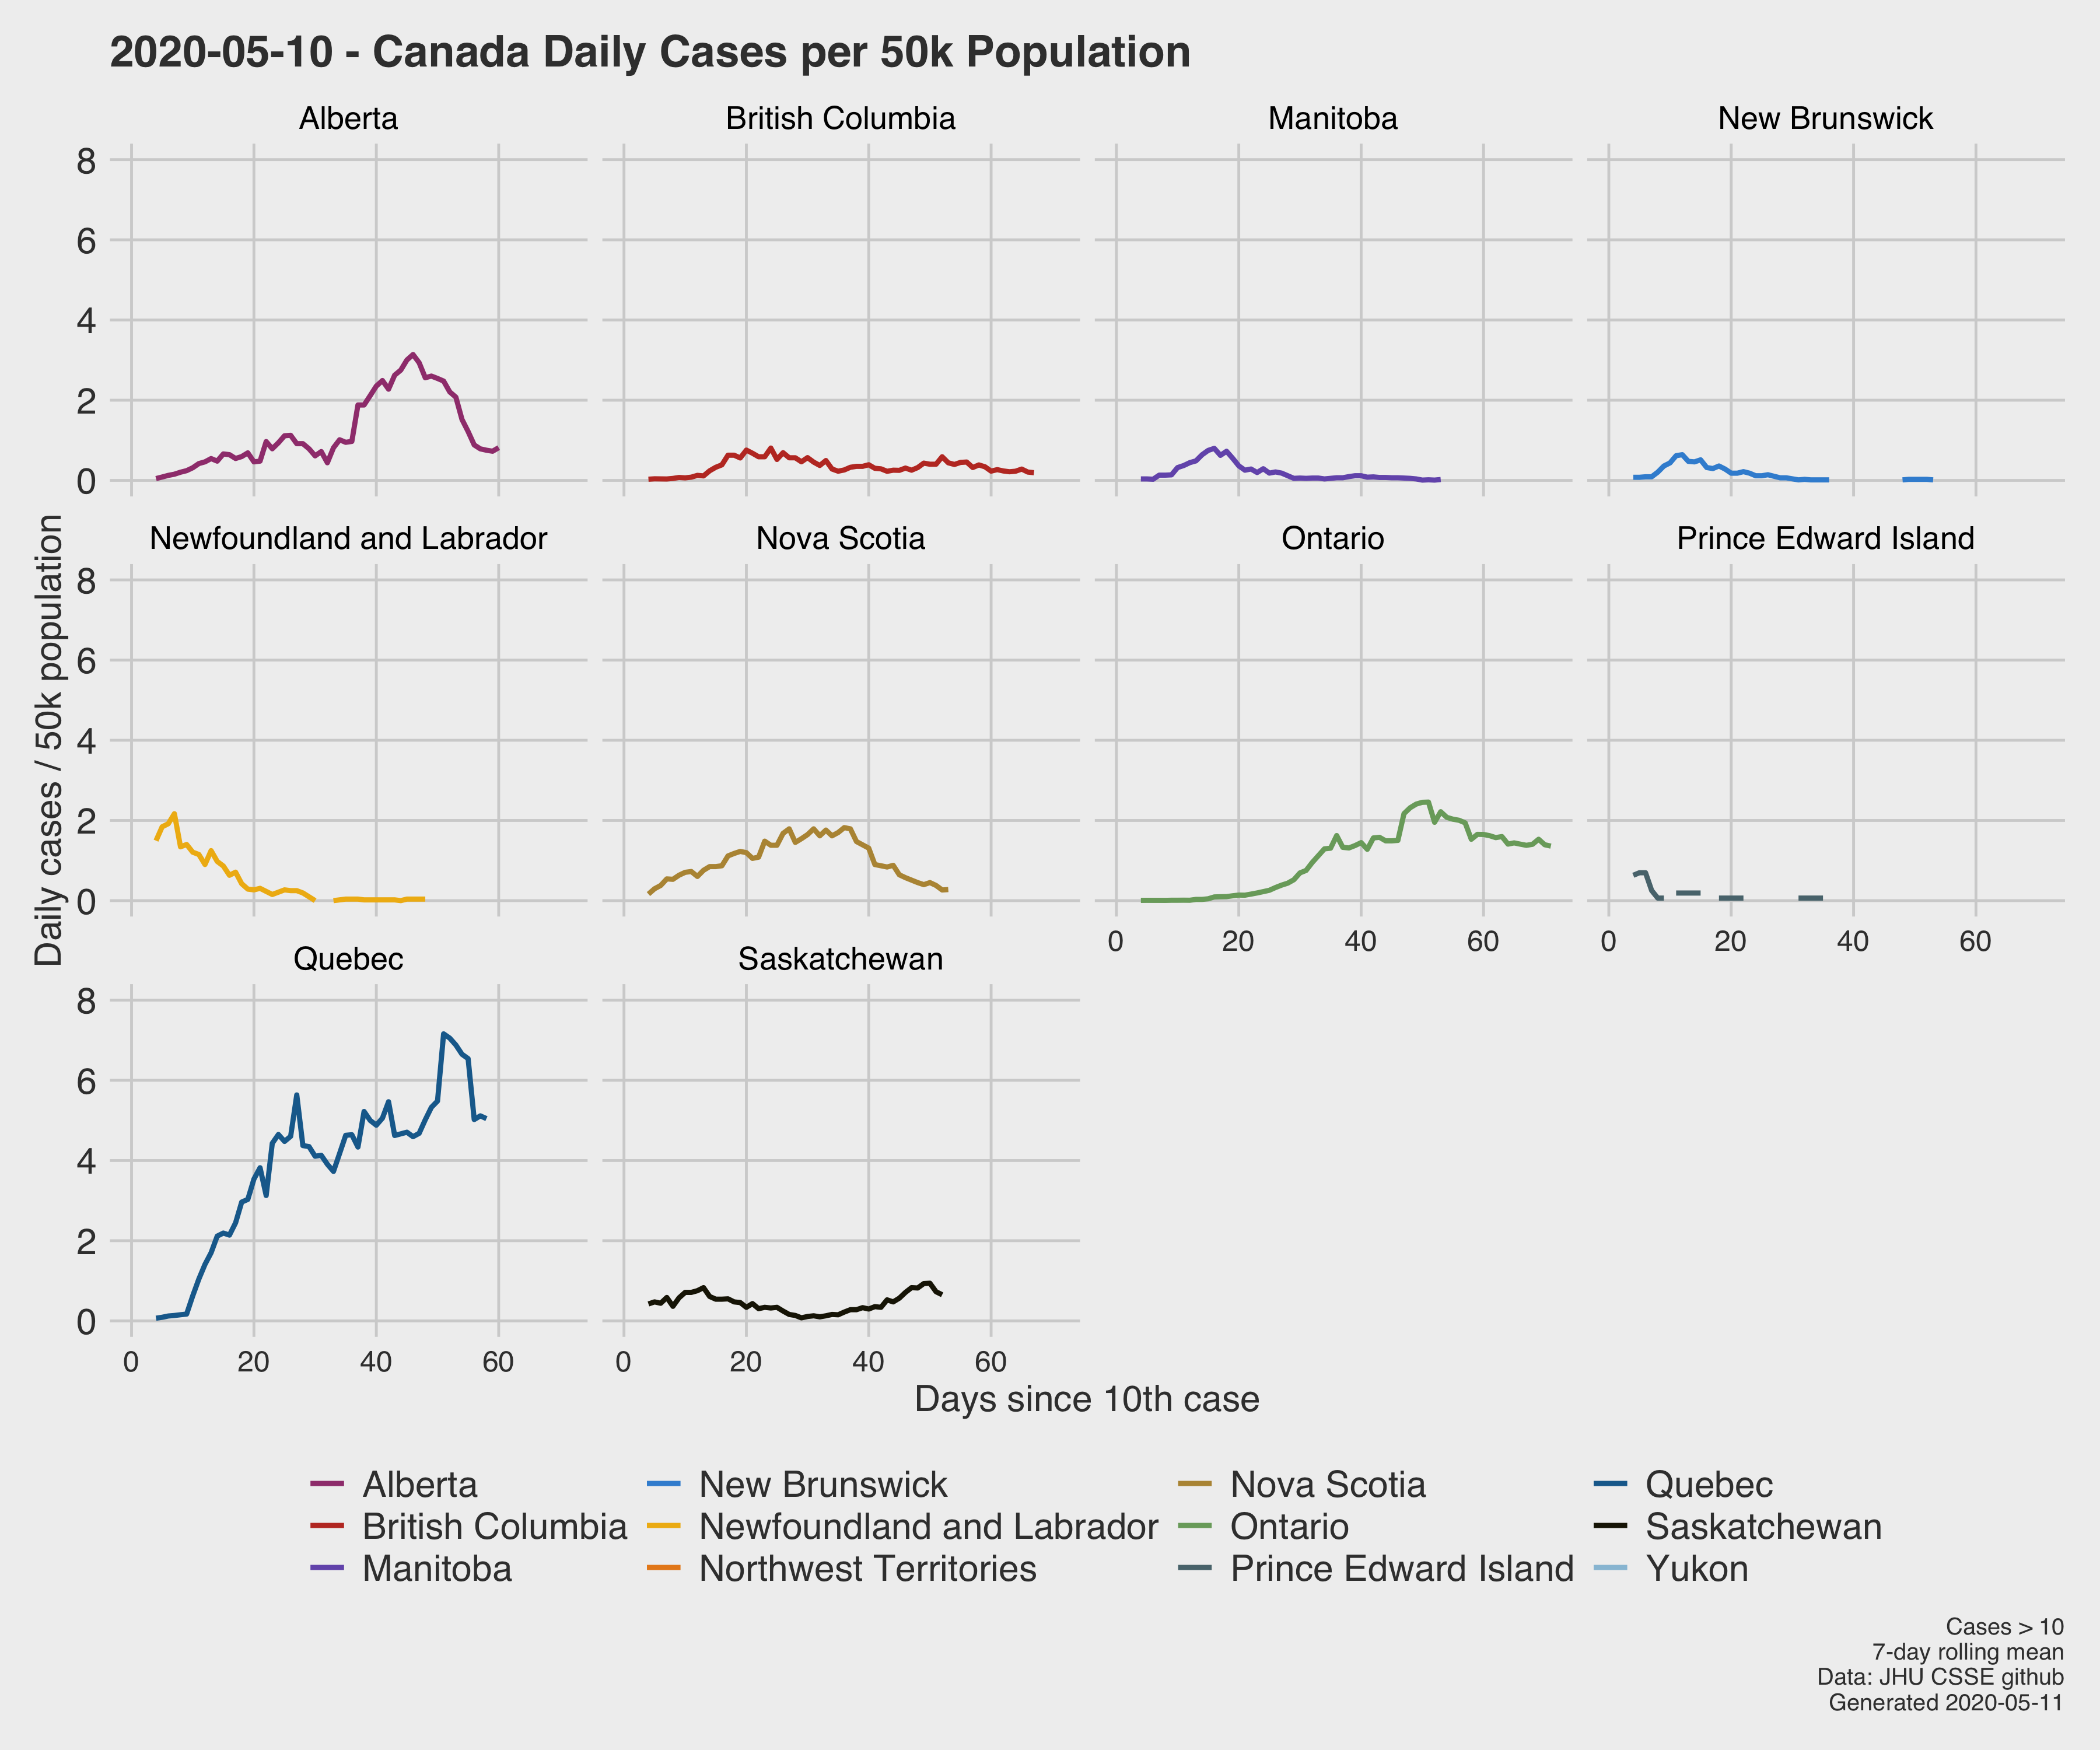 2020-05-10 - Canada Daily Cases per 50k Population
Alberta
British Columbia
Manitoba
New Brunswick
8
6
4
2
0
Newfoundland and Labrador
Nova Scotia
Ontario
Prince Edward Island
8
6
4
2
0
0 20 40 60
0 20 40 60
Daily cases / 50k population
Quebec
Saskatchewan
8
6
4
2
0
0 20 40 60
0 20 40 60
Days since 10th case
Alberta
British Columbia
Manitoba
New Brunswick
Newfoundland and Labrador
Northwest Territories
Nova Scotia
Ontario
Prince Edward Island
Quebec
Saskatchewan
Yukon
Cases > 10
7-day rolling mean
Data: JHU CSSE github
Generated 2020-05-11